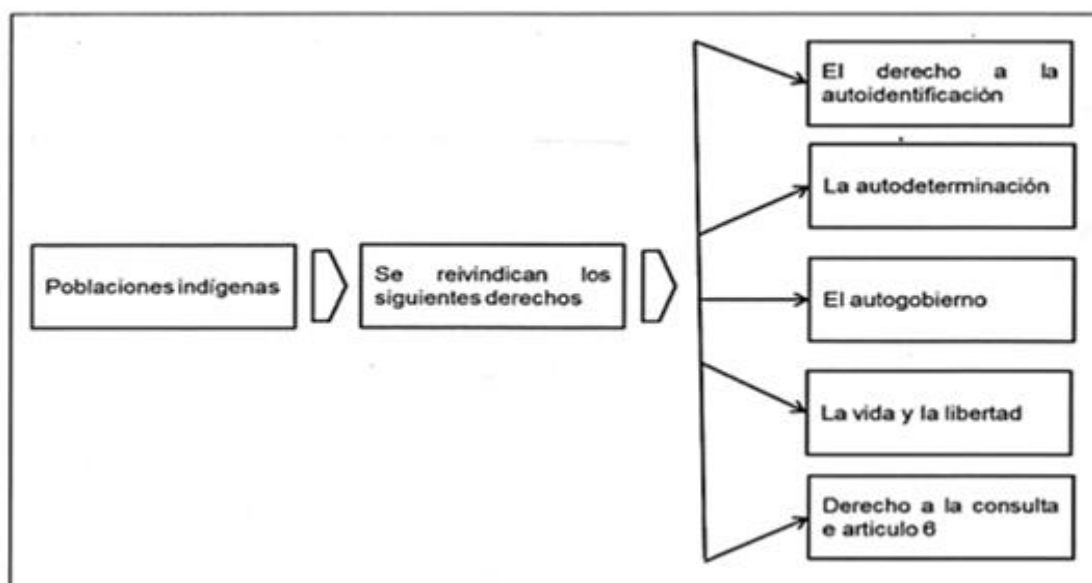 El derecho a la
autoidentificación
La autodeterminación
Poblaciones indígenas
Se reivindican los
siguientes derechos
El autogobierno
La vida y la libertad
Derecho a la consulta
e articulo 6